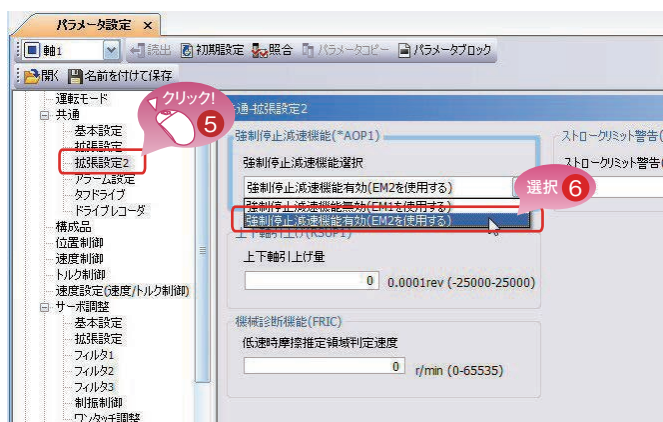 パラメータ設定 ×
軸1 読出 初期設定 照合 パラメータコピー パラメータブロック
開く 名前を付けて保存
運転モード
共通
基本設定
拡張設定
拡張設定2
アラーム設定
タフドライブ
ドライブレコーダ
構成品
位置制御
速度制御
トルク制御
速度設定(速度/トルク制御)
サーボ調整
基本設定
拡張設定
フィルタ1
フィルタ2
フィルタ3
制振制御
ワンタッチ調整
クリック!
5
通-拡張設定2
強制停止減速機能(*AOP1)
強制停止減速機能選択
強制停止減速機能有効(EM2を使用する)
強制停止減速機能無効(EM1を使用する)
強制停止減速機能有効(EM2を使用する)
選択 6
上下軸引上げ(RSUP1)
上下軸引上げ量
0 0.0001rev (-25000-25000)
機械診断機能(FRIC)
低速時摩擦推定領域判定速度
0 r/min (0-65535)
ストロークリミット警告(
ストロークリミット警告(